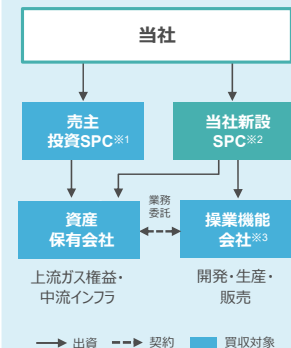 当社
売主
投資SPC※1
当社新設
SPC※2
業務
委託
資産
保有会社
操業機能
会社※3
上流ガス権益・
中流インフラ
開発・生産・
販売
出資
契約
買収対象